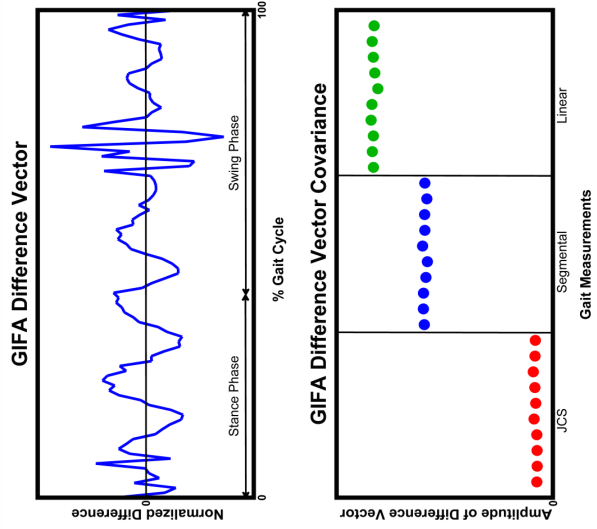 GIFA Difference Vector
Normalized Difference
0
Stance Phase
Swing Phase
0
100
% Gait Cycle
GIFA Difference Vector Covariance
Amplitude of Difference Vector
0
JCS
Segmental
Linear
Gait Measurements